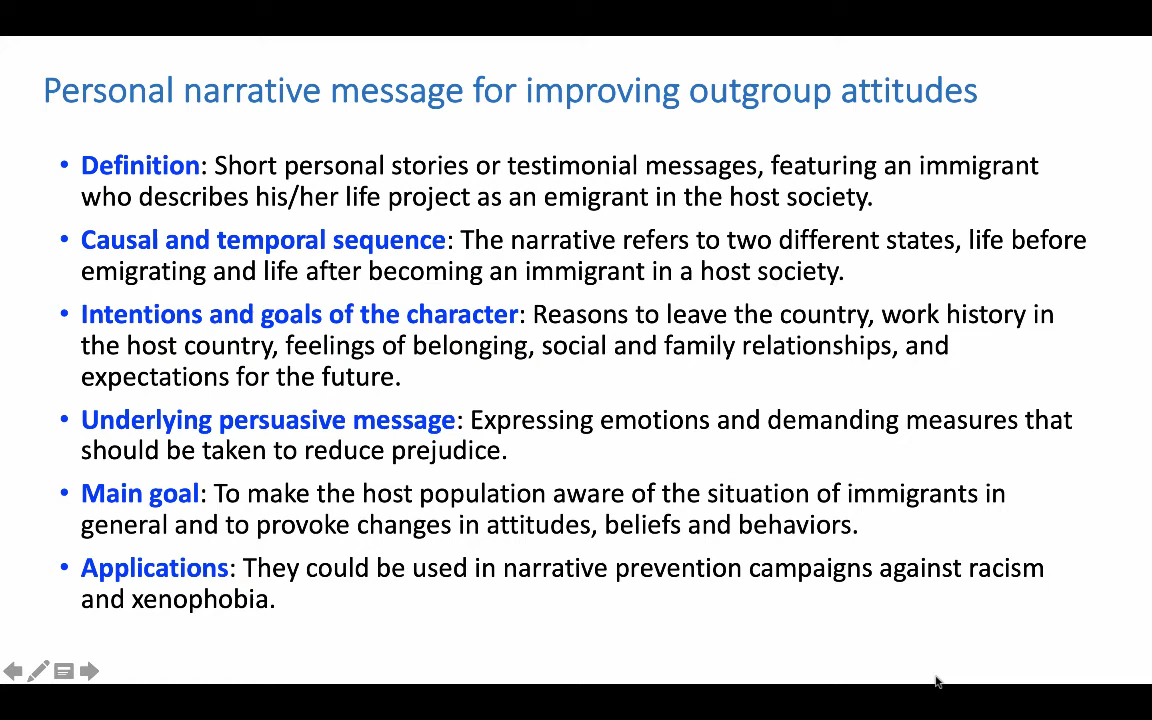 Personal narrative message for improving outgroup attitudes
• Definition: Short personal stories or testimonial messages, featuring an immigrant
who describes his/her life project as an emigrant in the host society.
• Causal and temporal sequence: The narrative refers to two different states, life before
emigrating and life after becoming an immigrant in a host society.
• Intentions and goals of the character: Reasons to leave the country, work history in
the host country, feelings of belonging, social and family relationships, and
expectations for the future.
• Underlying persuasive message: Expressing emotions and demanding measures that
should be taken to reduce prejudice.
• Main goal: To make the host population aware of the situation of immigrants in
general and to provoke changes in attitudes, beliefs and behaviors.
• Applications: They could be used in narrative prevention campaigns against racism
and xenophobia.